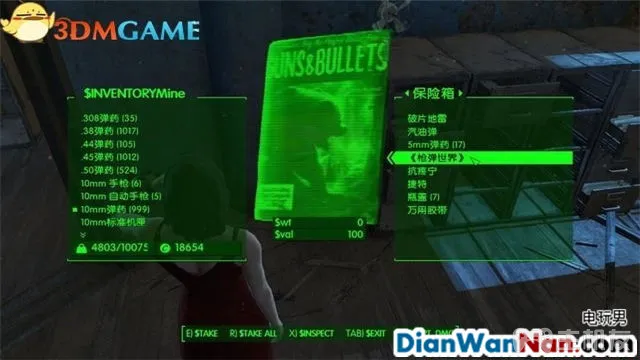 3DMGAME
GUNS&BULLETS
$INVENTORYMine
.308弹药 (35)
.38弹药 (1017)
.44弹药 (105)
.45弹药 (1012)
.50弹药 (524)
10mm 手枪 (6)
10mm 自动手枪 (5)
10mm弹药 (999)
10mm标准机匣
4803/10075
18654
保险箱
破片地雷
汽油弹
5mm弹药 (17)
《枪弹世界》
抗疼宁
捷特
瓶盖 (7)
万用胶带
$wt 0
$val 100
E) $TAKE R) $TAKE ALL X) $INSPECT TAB) $EXIT
电玩男
DianWanNan.com